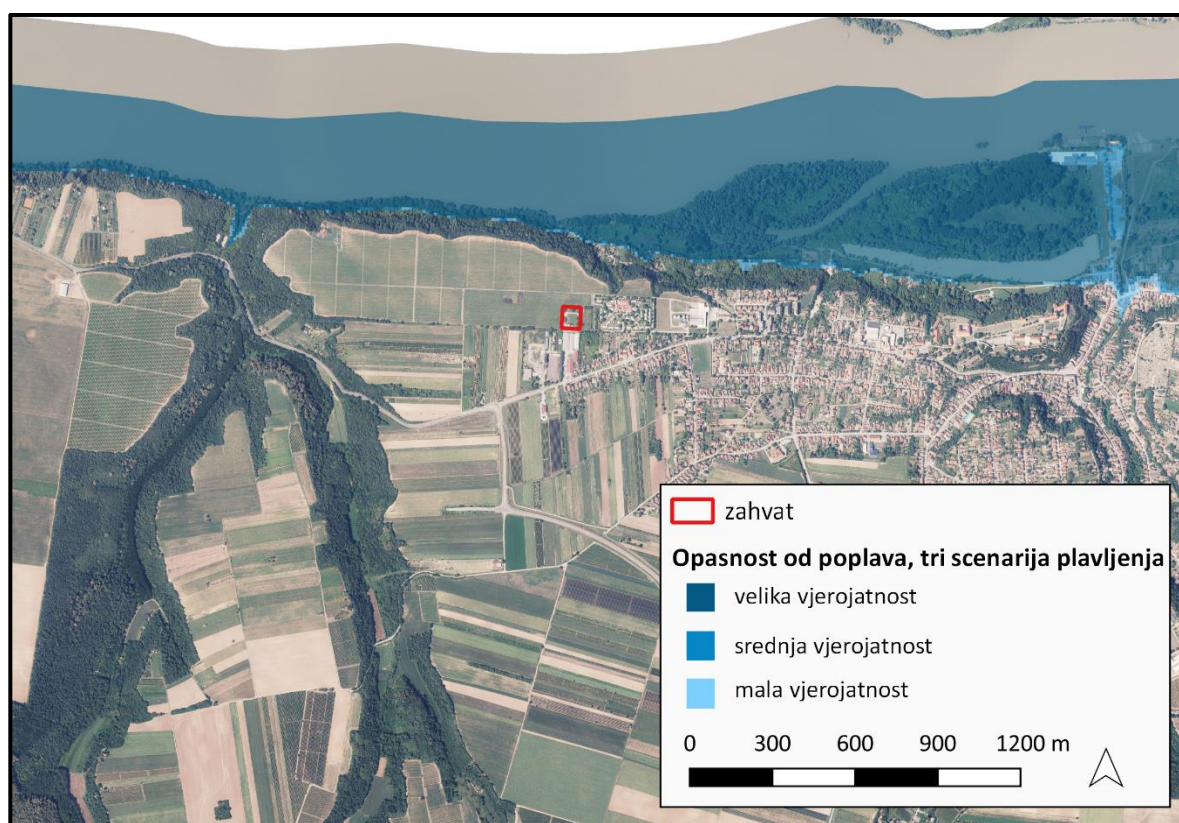 zahvat
Opasnost od poplava, tri scenarija plavljenja
velika vjerojatnost
srednja vjerojatnost
mala vjerojatnost
0 300 600 900 1200 m